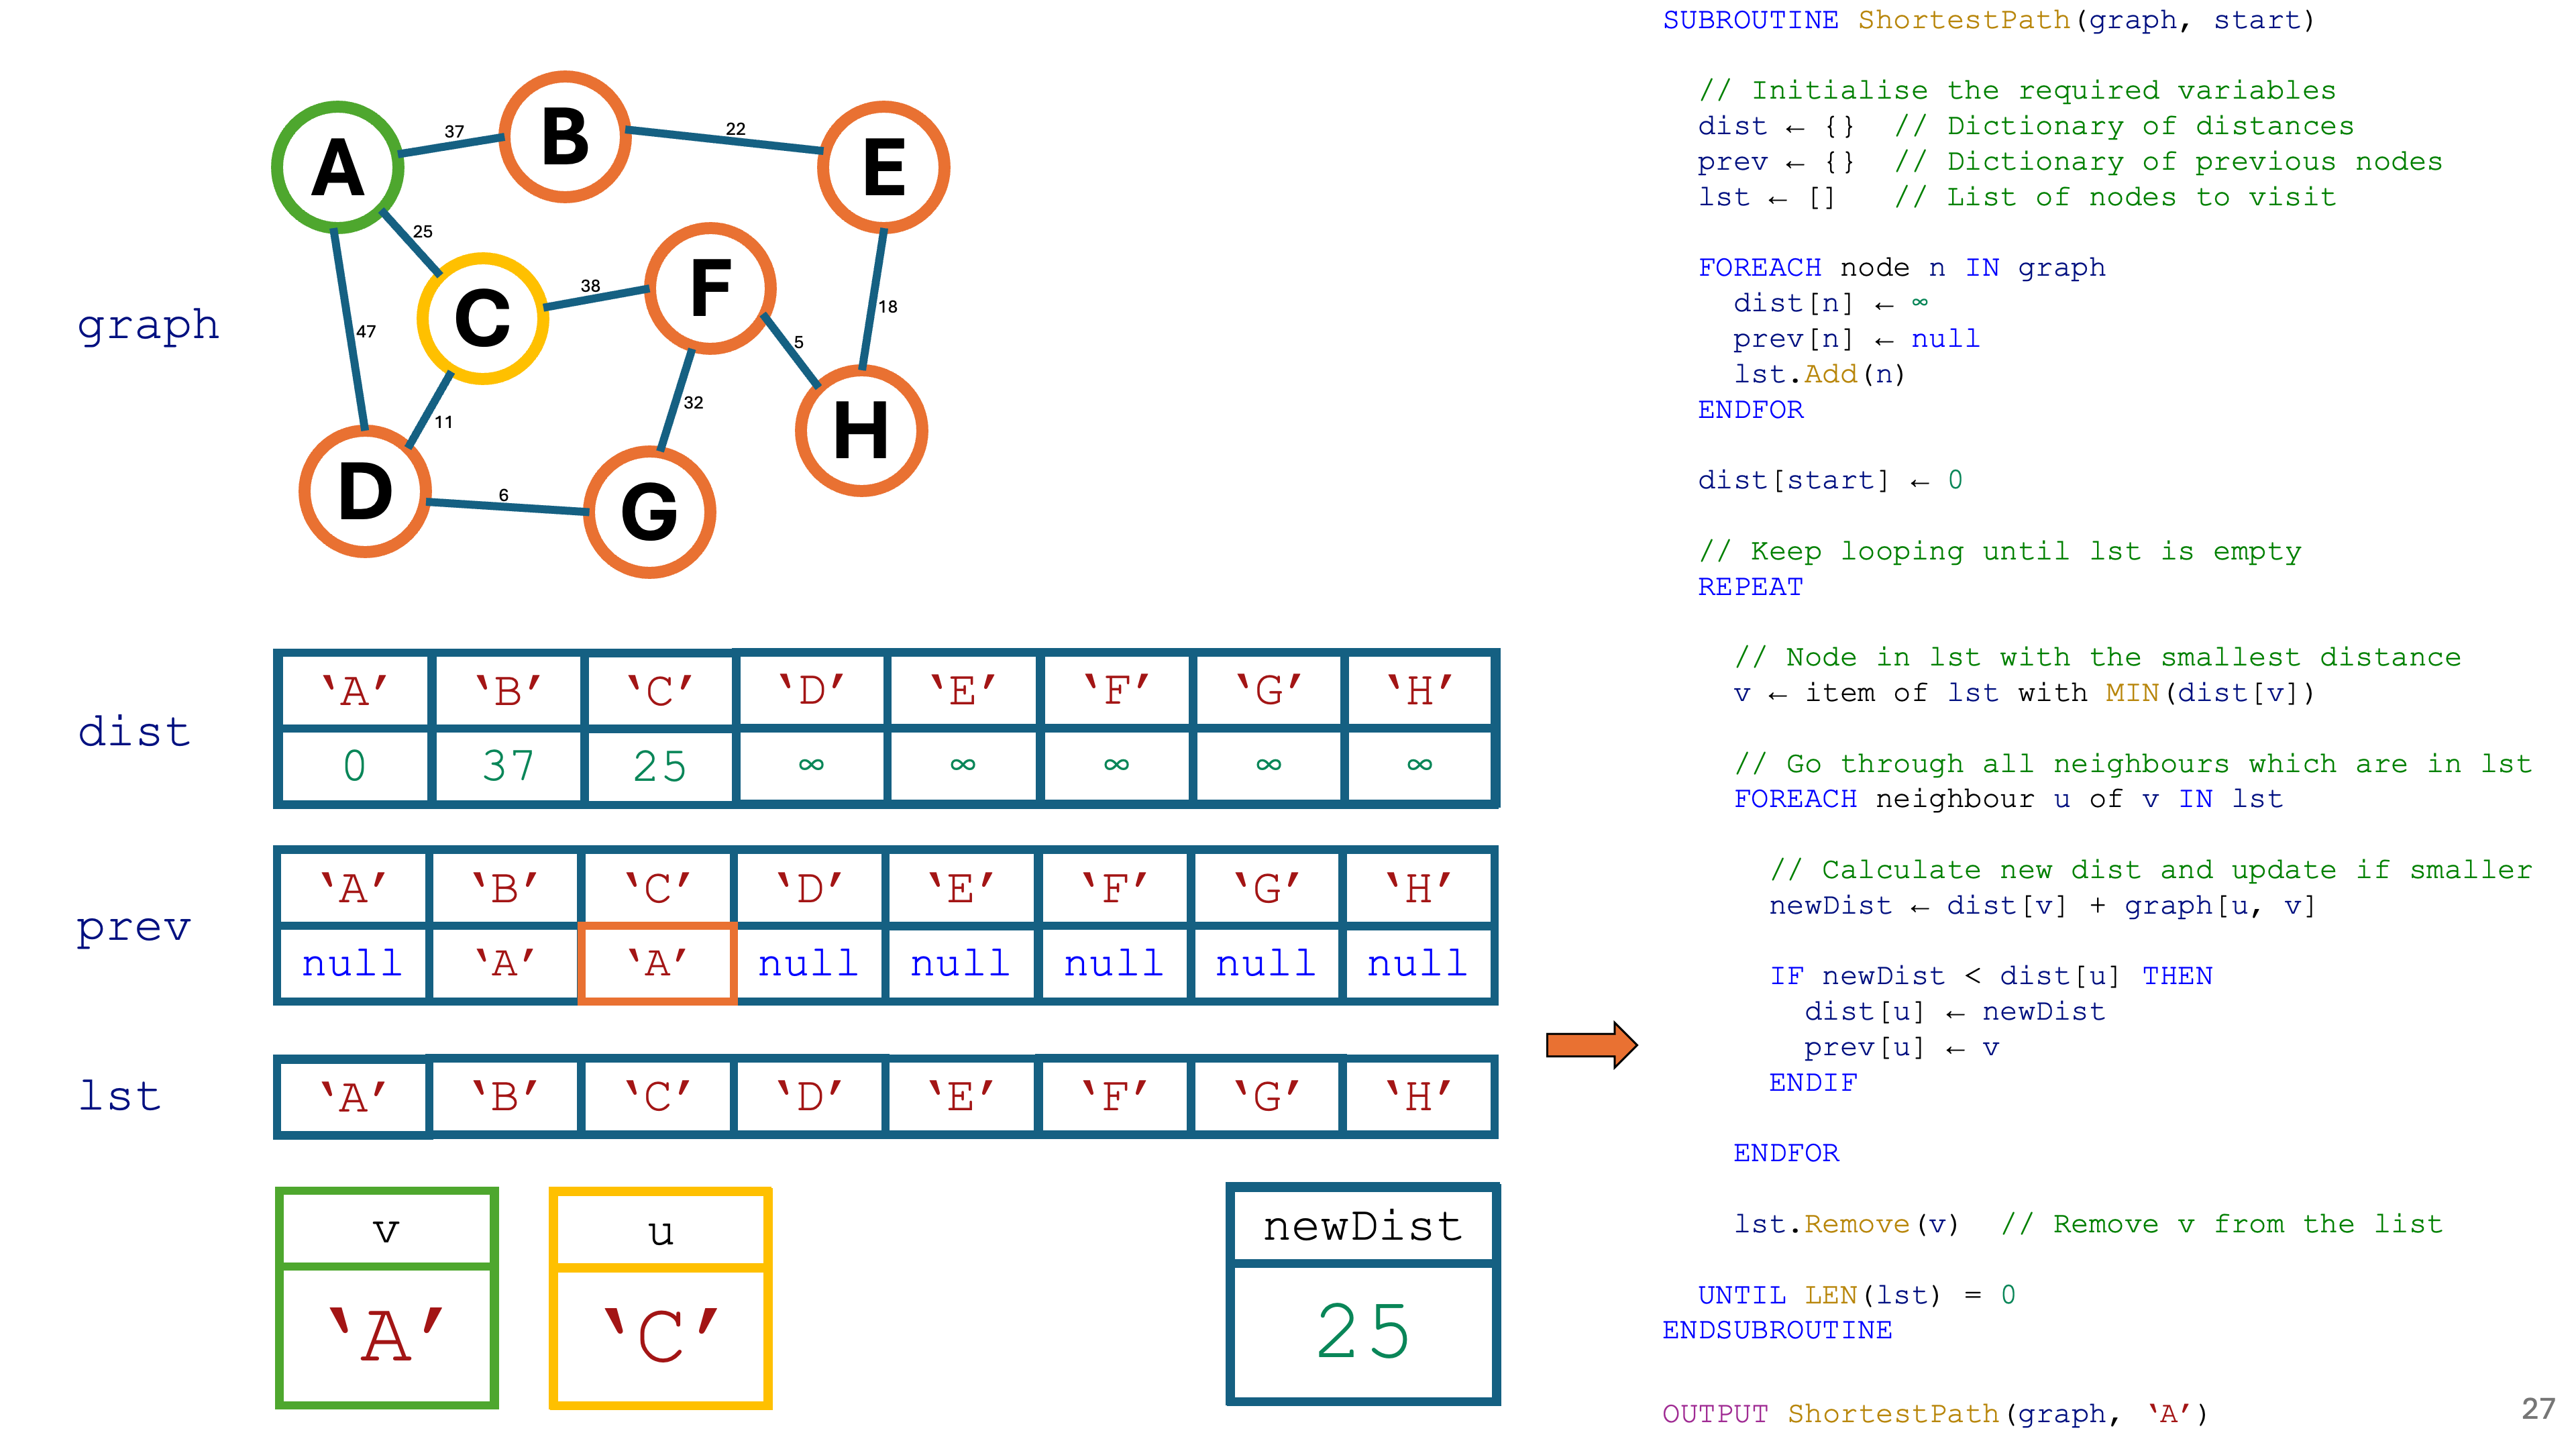 graph
A
B
C
D
E
F
G
H
37
22
25
38
47
18
5
11
32
6
dist
‘A’ ‘B’ ‘C’ ‘D’ ‘E’ ‘F’ ‘G’ ‘H’
0 37 25 ∞ ∞ ∞ ∞ ∞
prev
‘A’ ‘B’ ‘C’ ‘D’ ‘E’ ‘F’ ‘G’ ‘H’
null ‘A’ ‘A’ null null null null null
lst
‘A’ ‘B’ ‘C’ ‘D’ ‘E’ ‘F’ ‘G’ ‘H’
v
‘A’
u
‘C’
newDist
25
SUBROUTINE ShortestPath(graph, start)
// Initialise the required variables
dist ← {} // Dictionary of distances
prev ← {} // Dictionary of previous nodes
lst ← [] // List of nodes to visit
FOREACH node n IN graph
dist[n] ← ∞
prev[n] ← null
lst.Add(n)
ENDFOR
dist[start] ← 0
// Keep looping until lst is empty
REPEAT
// Node in lst with the smallest distance
v ← item of lst with MIN(dist[v])
// Go through all neighbours which are in lst
FOREACH neighbour u of v IN lst
// Calculate new dist and update if smaller
newDist ← dist[v] + graph[u, v]
IF newDist < dist[u] THEN
dist[u] ← newDist
prev[u] ← v
ENDIF
ENDFOR
lst.Remove(v) // Remove v from the list
UNTIL LEN(lst) = 0
ENDSUBROUTINE
OUTPUT ShortestPath(graph, ‘A’)
27